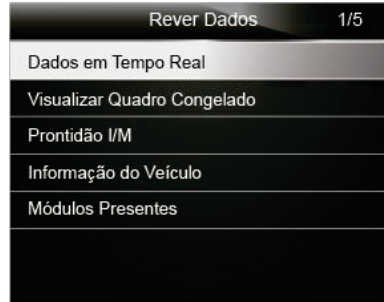 Rever Dados 1/5
Dados em Tempo Real
Visualizar Quadro Congelado
Prontidão I/M
Informação do Veículo
Módulos Presentes